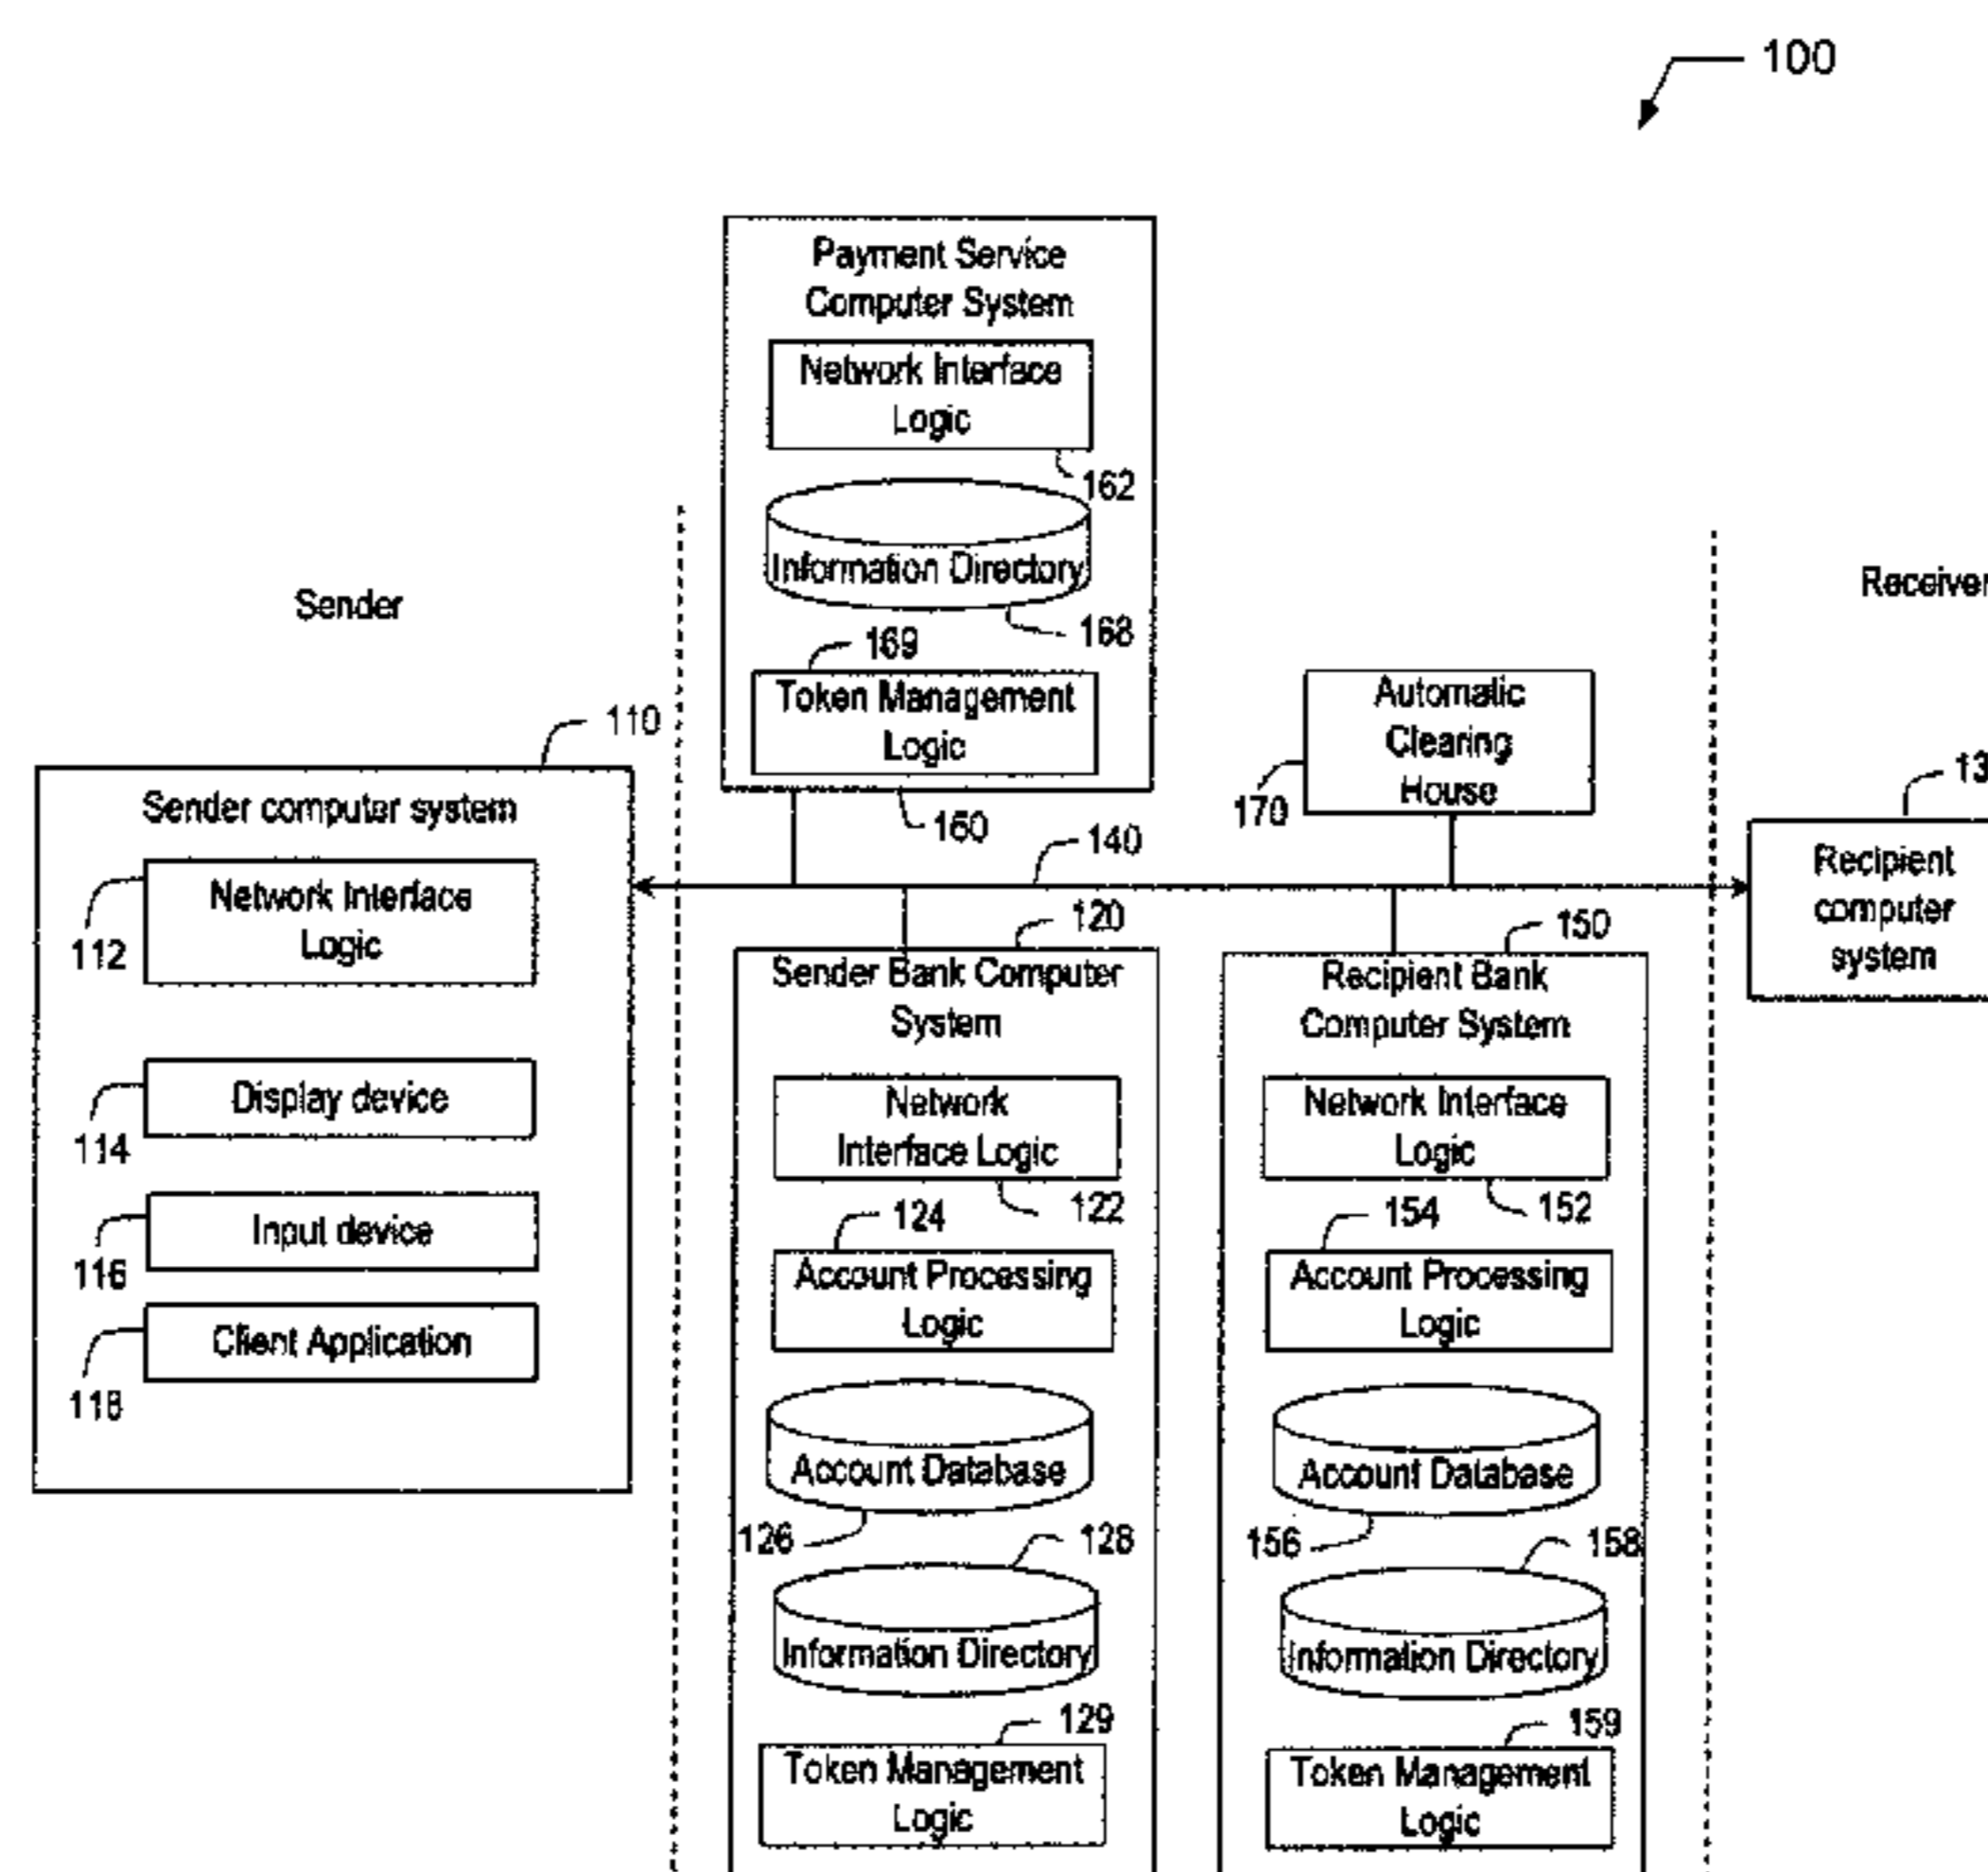 100
Payment Service
Computer System
Network Interface
Logic
162
Information Directory
168
169
Token Management
Logic
160
Sender
Receiver
110
Sender computer system
Network Interface
Logic
112
Display device
114
Input device
116
Client Application
118
Automatic
Clearing
House
170
140
13
Recipient
computer
system
120
Sender Bank Computer
System
Network
Interface Logic
122
124
Account Processing
Logic
Account Database
126
128
Information Directory
129
Token Management
Logic
150
Recipient Bank
Computer System
Network Interface
Logic
152
154
Account Processing
Logic
Account Database
156
158
Information Directory
159
Token Management
Logic